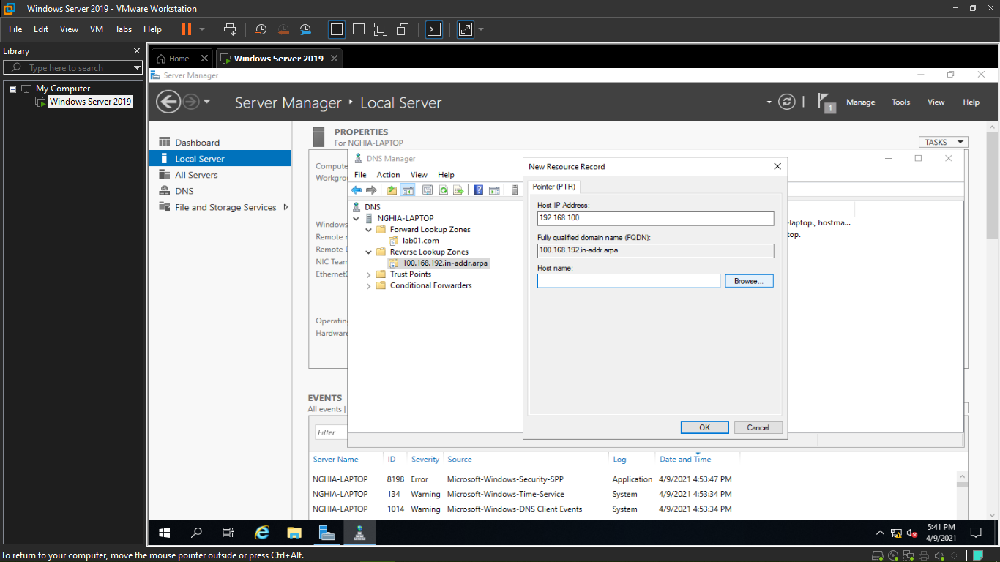 Windows Server 2019 - VMware Workstation
File Edit View VM Tabs Help
Library
Type here to search
My Computer
Windows Server 2019
Home
Windows Server 2019
Server Manager
Server Manager • Local Server
1
Manage Tools View Help
Dashboard
Local Server
All Servers
DNS
File and Storage Services
PROPERTIES
For NGHIA-LAPTOP
TASKS
Compute
Workgro
Windows
Remote r
Remote D
NIC Team
Ethernet
Operatin
Hardware
DNS Manager
File Action View Help
DNS
NGHIA-LAPTOP
Forward Lookup Zones
lab01.com
Reverse Lookup Zones
100.168.192.in-addr.arpa
Trust Points
Conditional Forwarders
-laptop., hostma...
top.
New Resource Record
Pointer (PTR)
Host IP Address:
192.168.100.
Fully qualified domain name (FQDN):
100.168.192.in-addr.arpa
Host name:
Browse...
OK Cancel
EVENTS
All events |
Filter
Server Name ID Severity Source Log Date and Time
NGHIA-LAPTOP 8198 Error Microsoft-Windows-Security-SPP Application 4/9/2021 4:53:47 PM
NGHIA-LAPTOP 134 Warning Microsoft-Windows-Time-Service System 4/9/2021 4:53:34 PM
NGHIA-LAPTOP 1014 Warning Microsoft-Windows-DNS Client Events System 4/9/2021 4:53:34 PM
5:41 PM
4/9/2021
To return to your computer, move the mouse pointer outside or press Ctrl+Alt.